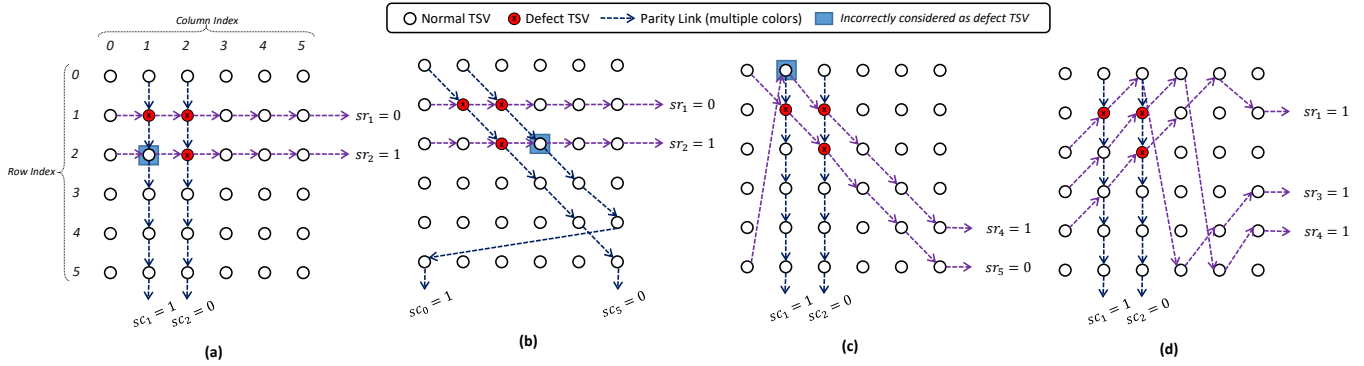 Column Index
0 1 2 3 4 5
Row Index
0
1
2
3
4
5
Normal TSV
x Defect TSV
Parity Link (multiple colors)
Incorrectly considered as defect TSV
x x
x
sr₁ = 0
sr₂ = 1
sc₁ = 1
sc₂ = 0
(a)
x x
x
sr₁ = 0
sr₂ = 1
sc₀ = 1
sc₅ = 0
(b)
x x
x
sr₄ = 1
sr₅ = 0
sc₁ = 1
sc₂ = 0
(c)
x x
x
sr₁ = 1
sr₃ = 1
sr₄ = 1
sc₁ = 1
sc₂ = 0
(d)